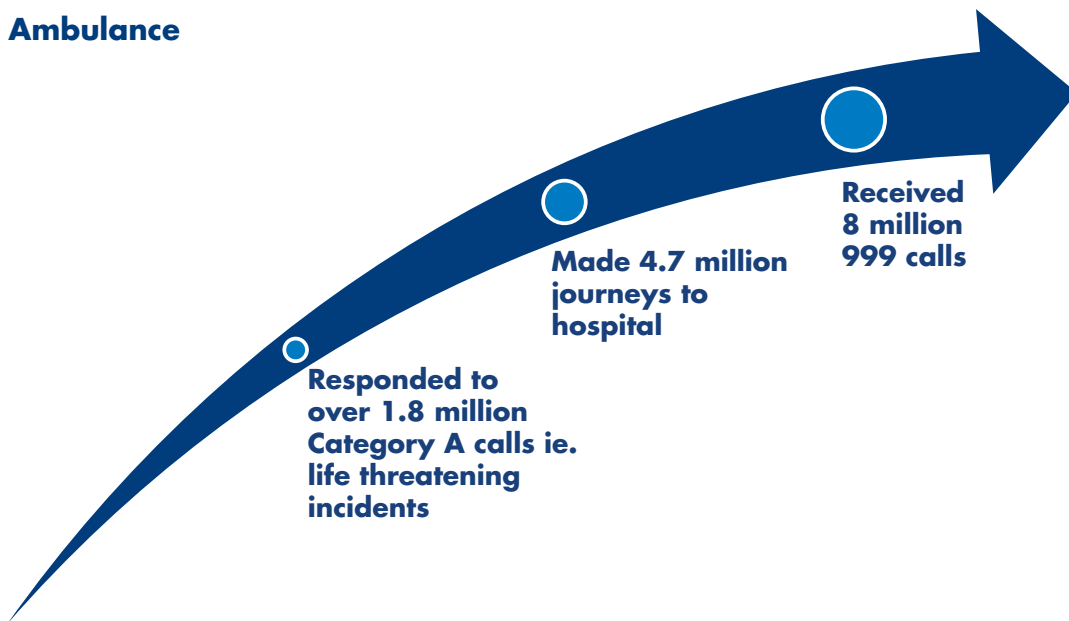 Ambulance
Received
8 million
999 calls
Made 4.7 million
journeys to
hospital
Responded to
over 1.8 million
Category A calls ie.
life threatening
incidents